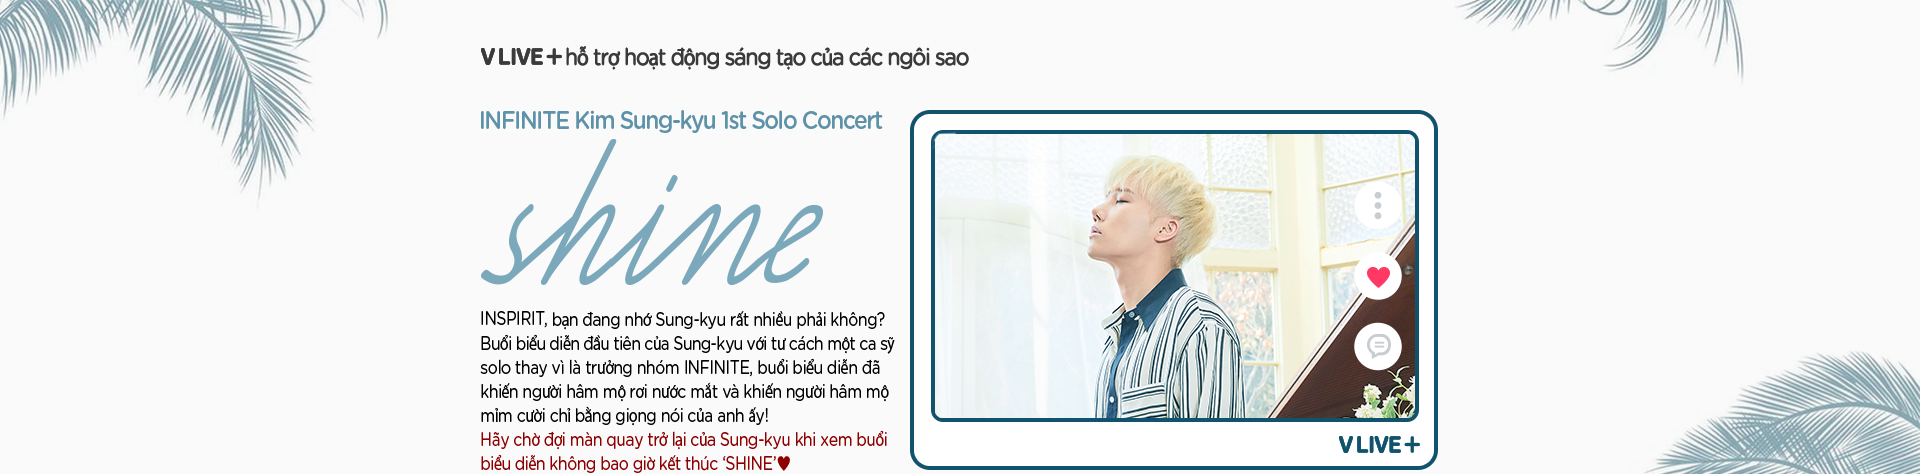 V LIVE+ hỗ trợ hoạt động sáng tạo của các ngôi sao
INFINITE Kim Sung-kyu 1st Solo Concert
shine
INSPIRIT, bạn đang nhớ Sung-kyu rất nhiều phải không?
Buổi biểu diễn đầu tiên của Sung-kyu với tư cách một ca sỹ
solo thay vì là trưởng nhóm INFINITE, buổi biểu diễn đã
khiến người hâm mộ rơi nước mắt và khiến người hâm mộ
mỉm cười chỉ bằng giọng nói của anh ấy!
Hãy chờ đợi màn quay trở lại của Sung-kyu khi xem buổi
biểu diễn không bao giờ kết thúc ‘SHINE’♥
V LIVE+